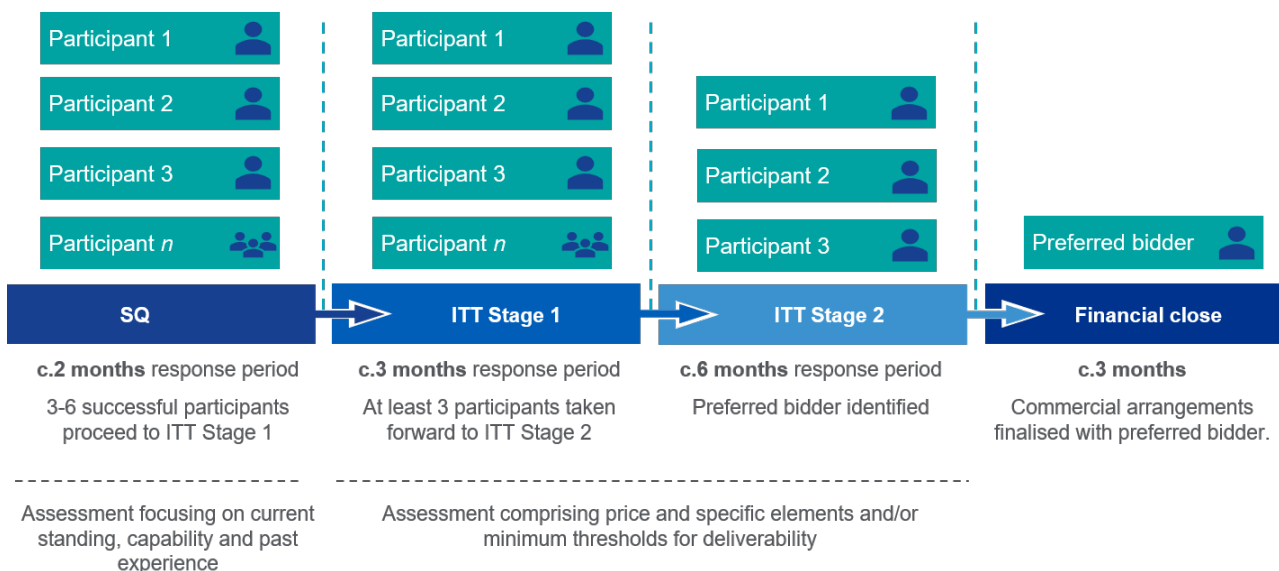 Participant 1
Participant 2
Participant 3
Participant n
Participant 1
Participant 2
Participant 3
Participant n
Participant 1
Participant 2
Participant 3
Preferred bidder
SQ
ITT Stage 1
ITT Stage 2
Financial close
c.2 months response period
3-6 successful participants
proceed to ITT Stage 1
c.3 months response period
At least 3 participants taken
forward to ITT Stage 2
c.6 months response period
Preferred bidder identified
c.3 months
Commercial arrangements
finalised with preferred bidder.
Assessment focusing on current
standing, capability and past
experience
Assessment comprising price and specific elements and/or
minimum thresholds for deliverability